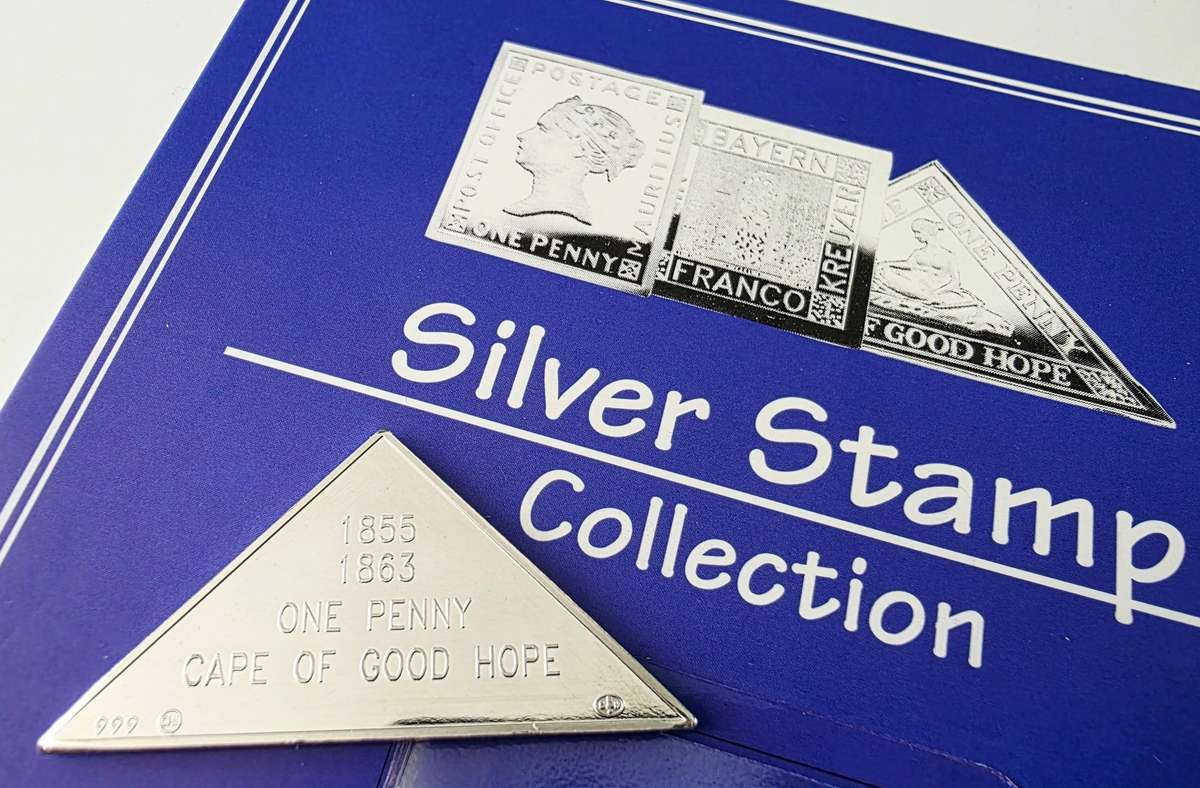 POSTAGE
POST OFFICE
MAURITIUS
ONE PENNY
BAYERN
KREUZER
FRANCO
ONE PENNY
F GOOD HOPE
Silver Stamp
Collection
1855
1863
ONE PENNY
CAPE OF GOOD HOPE
999